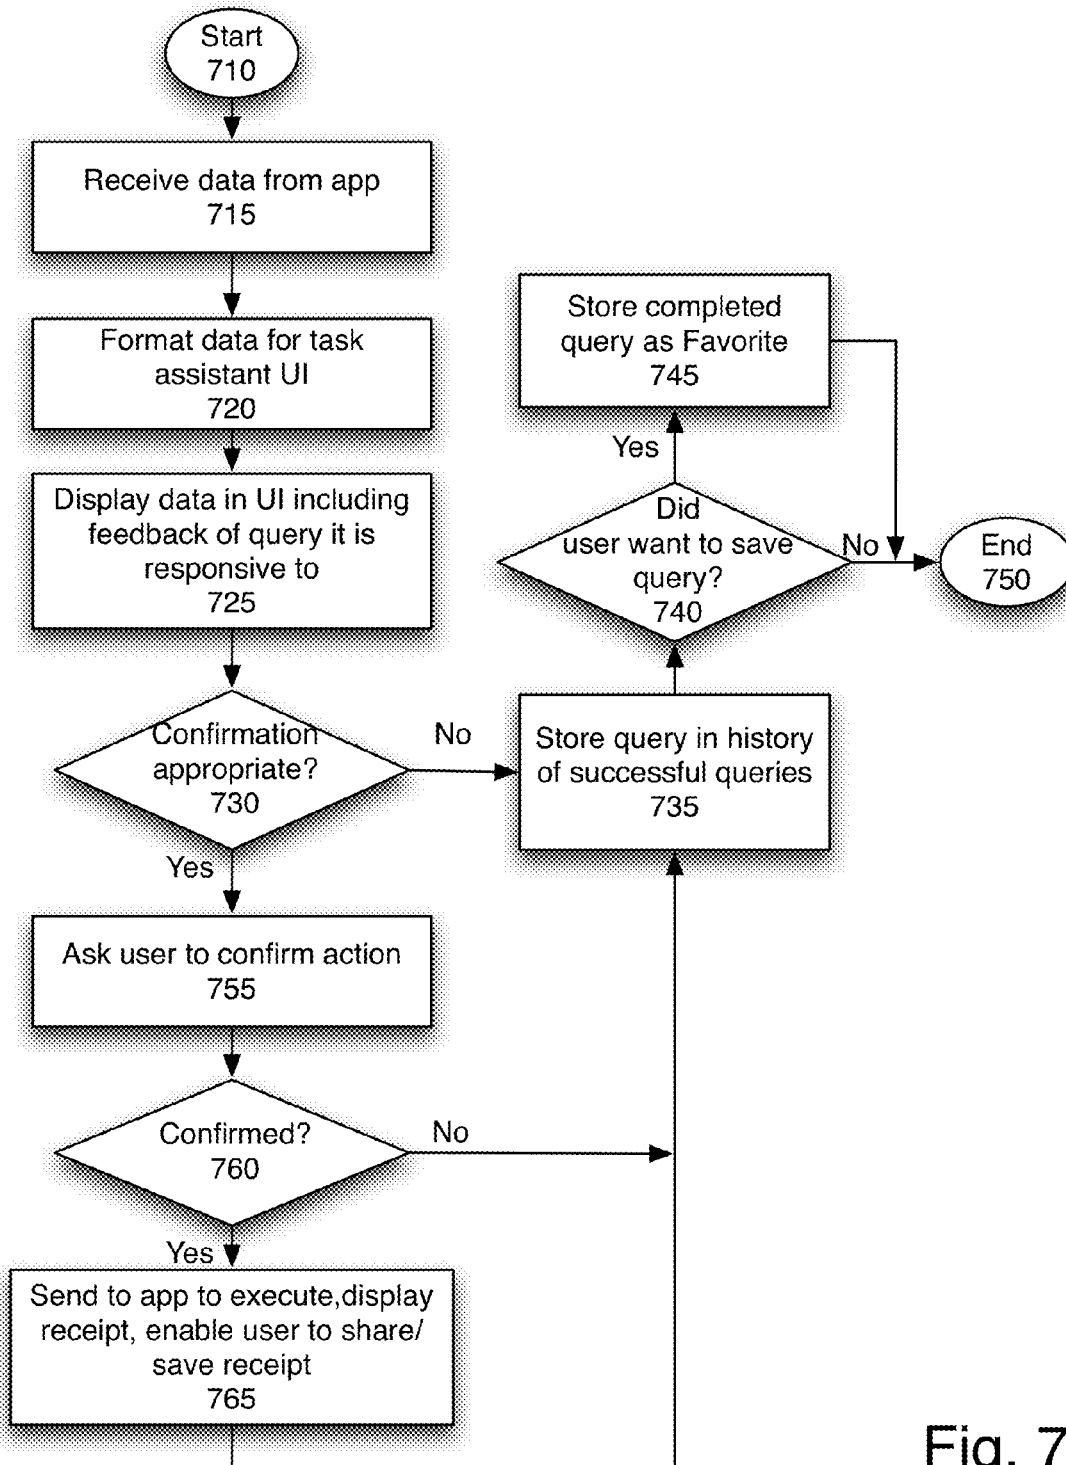 Start
710
Receive data from app
715
Format data for task
assistant UI
720
Display data in UI including
feedback of query it is
responsive to
725
Confirmation
appropriate?
730
No
Yes
Store completed
query as Favorite
745
Yes
Did
user want to save
query?
740
No
End
750
Store query in history
of successful queries
735
Ask user to confirm action
755
Confirmed?
760
No
Yes
Send to app to execute,display
receipt, enable user to share/
save receipt
765
Fig. 7